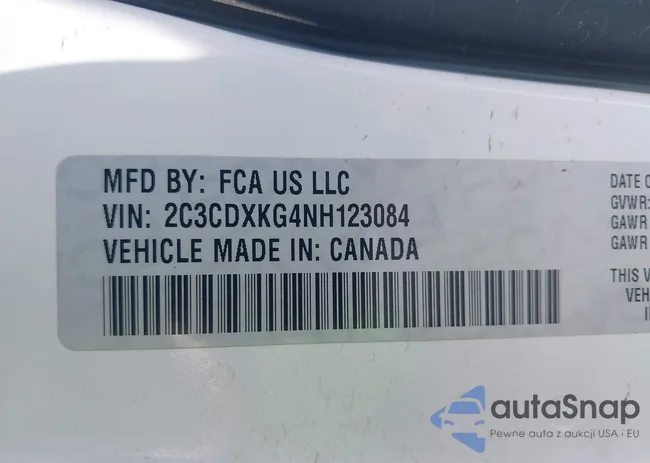 MFD BY: FCA US LLC
VIN: 2C3CDXKG4NH123084
VEHICLE MADE IN: CANADA
DATE O
GVWR:
GAWR
GAWR
THIS V
VEH
autaSnap
Pewne auta z aukcji USA i EU